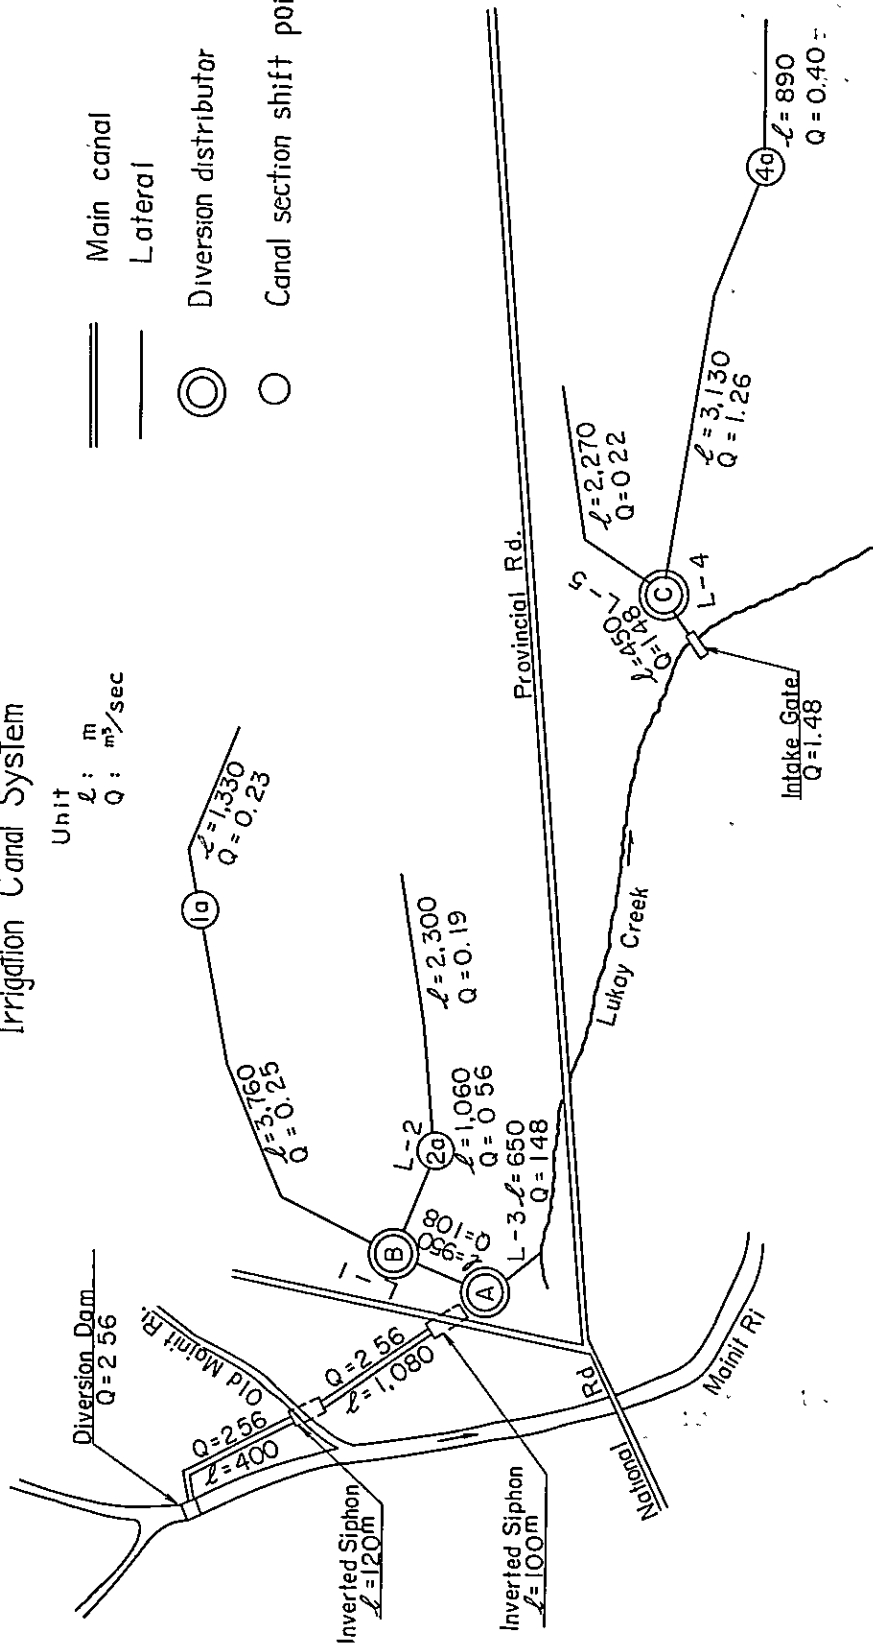 Irrigation Canal System
Unit
ℓ : m
Q : m³/sec
Main canal
Lateral
Diversion distributor
Canal section shift poi
Diversion Dam
Q=2 56
Old Mainit Ri.
Q=2 56
ℓ=400
Inverted Siphon
ℓ=120m
Q=2.56
ℓ=1,080
Inverted Siphon
ℓ=100m
National Rd
Mainit Ri
A
L-3 ℓ=650
Q=148
ℓ=950
Q=108
B
L-1
ℓ=3,760
Q=0.25
1a
ℓ=1,330
Q=0.23
L-2
2a
ℓ=1,060
Q=0 56
ℓ=2,300
Q=0.19
Provincial Rd.
Lukay Creek
Intake Gate
Q=1.48
ℓ=450
Q=148
C
L-5
ℓ=2,270
Q=0 22
L-4
ℓ=3,130
Q=1.26
4a
ℓ=890
Q=0.40